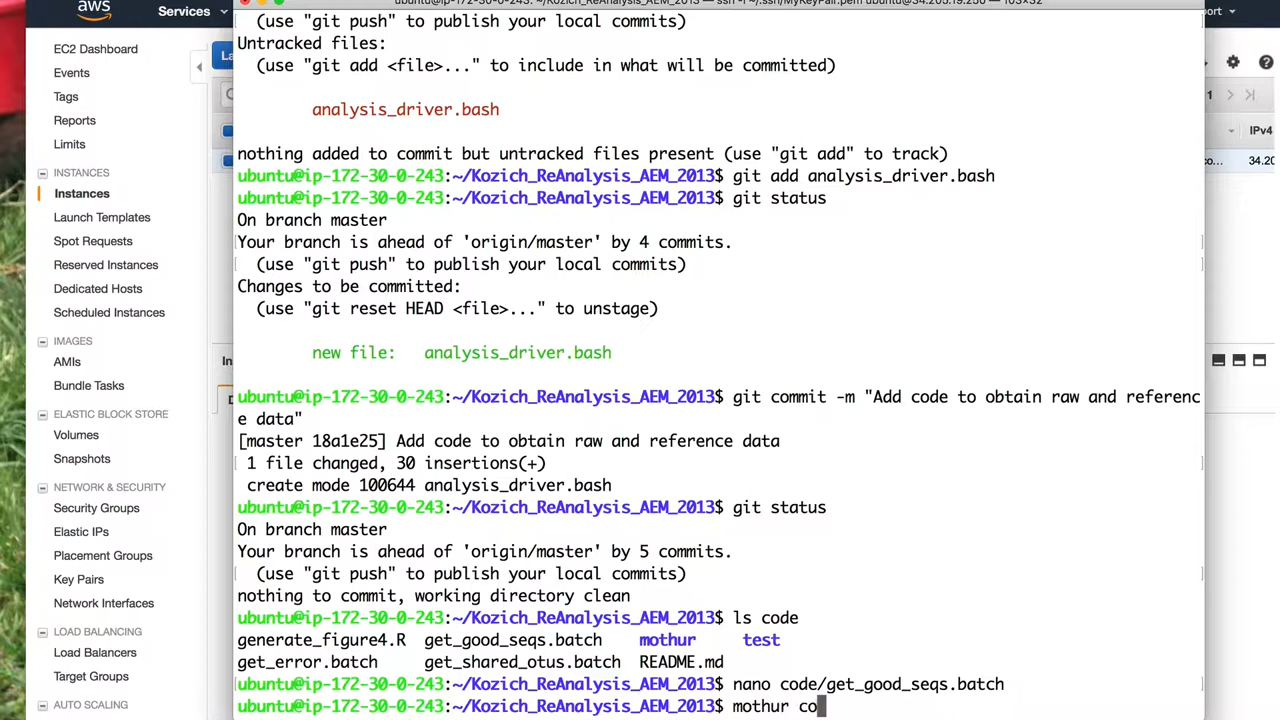 aws
Services
EC2 Dashboard
Events
Tags
Reports
Limits
INSTANCES
Instances
Launch Templates
Spot Requests
Reserved Instances
Dedicated Hosts
Scheduled Instances
IMAGES
AMIs
Bundle Tasks
ELASTIC BLOCK STORE
Volumes
Snapshots
NETWORK & SECURITY
Security Groups
Elastic IPs
Placement Groups
Key Pairs
Network Interfaces
LOAD BALANCING
Load Balancers
Target Groups
AUTO SCALING
(use "git push" to publish your local commits)
Untracked files:
(use "git add <file>..." to include in what will be committed)
analysis_driver.bash
nothing added to commit but untracked files present (use "git add" to track)
ubuntu@ip-172-30-0-243:~/Kozich_ReAnalysis_AEM_2013$ git add analysis_driver.bash
ubuntu@ip-172-30-0-243:~/Kozich_ReAnalysis_AEM_2013$ git status
On branch master
Your branch is ahead of 'origin/master' by 4 commits.
(use "git push" to publish your local commits)
Changes to be committed:
(use "git reset HEAD <file>..." to unstage)
new file:   analysis_driver.bash
ubuntu@ip-172-30-0-243:~/Kozich_ReAnalysis_AEM_2013$ git commit -m "Add code to obtain raw and referenc
e data"
[master 18a1e25] Add code to obtain raw and reference data
1 file changed, 30 insertions(+)
create mode 100644 analysis_driver.bash
ubuntu@ip-172-30-0-243:~/Kozich_ReAnalysis_AEM_2013$ git status
On branch master
Your branch is ahead of 'origin/master' by 5 commits.
(use "git push" to publish your local commits)
nothing to commit, working directory clean
ubuntu@ip-172-30-0-243:~/Kozich_ReAnalysis_AEM_2013$ ls code
generate_figure4.R  get_good_seqs.batch    mothur     test
get_error.batch     get_shared_otus.batch  README.md
ubuntu@ip-172-30-0-243:~/Kozich_ReAnalysis_AEM_2013$ nano code/get_good_seqs.batch
ubuntu@ip-172-30-0-243:~/Kozich_ReAnalysis_AEM_2013$ mothur co
1
IPv4
34.20